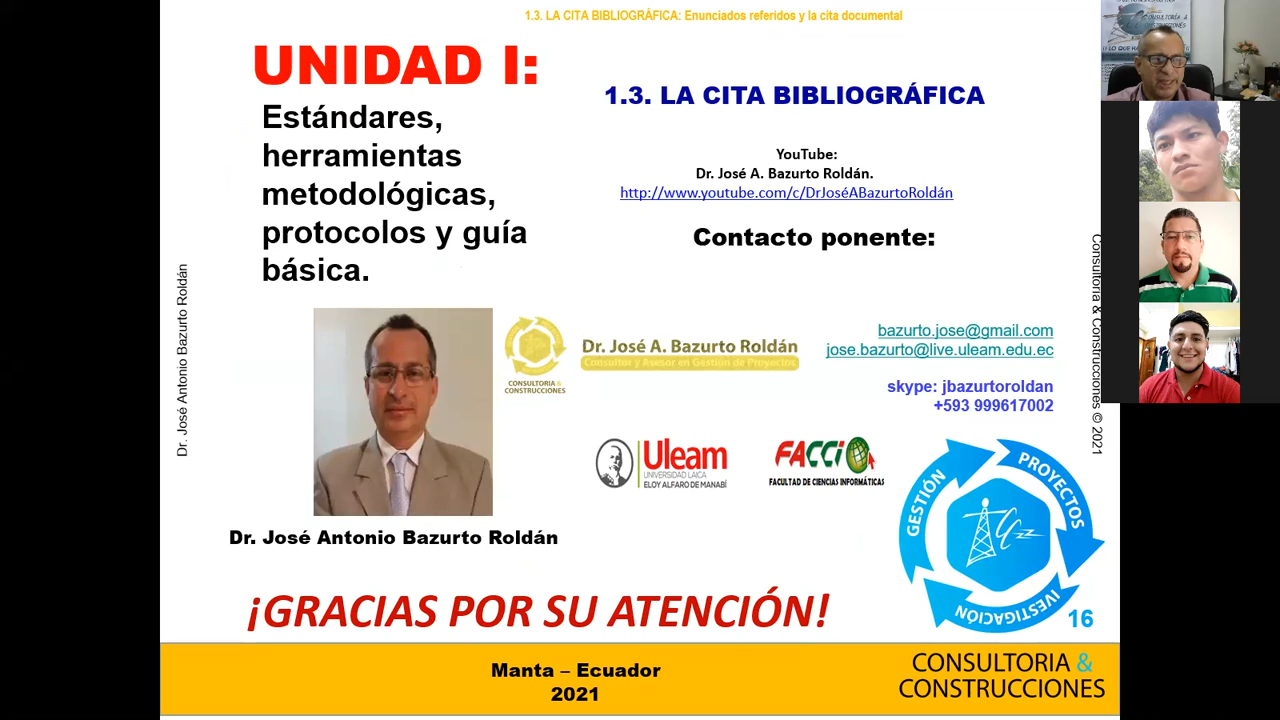 1.3. LA CITA BIBLIOGRÁFICA: Enunciados referidos y la cita documental
UNIDAD I:
Estándares,
herramientas
metodológicas,
protocolos y guía
básica.
1.3. LA CITA BIBLIOGRÁFICA
YouTube:
Dr. José A. Bazurto Roldán.
http://www.youtube.com/c/DrJoséABazurtoRoldán
Contacto ponente:
Dr. José Antonio Bazurto Roldán
CONSULTORIA &
CONSTRUCCIONES
Dr. José A. Bazurto Roldán
Consultor y Asesor en Gestión de Proyectos
bazurto.jose@gmail.com
jose.bazurto@live.uleam.edu.ec
skype: jbazurtoroldan
+593 999617002
Consultoria & Construcciones © 2021
Uleam
UNIVERSIDAD LAICA
ELOY ALFARO DE MANABÍ
FACCI
FACULTAD DE CIENCIAS INFORMÁTICAS
GESTIÓN
PROYECTOS
IVESTIGACIÓN
Dr. José Antonio Bazurto Roldán
¡GRACIAS POR SU ATENCIÓN!
16
Manta – Ecuador
2021
CONSULTORIA &
CONSTRUCCIONES